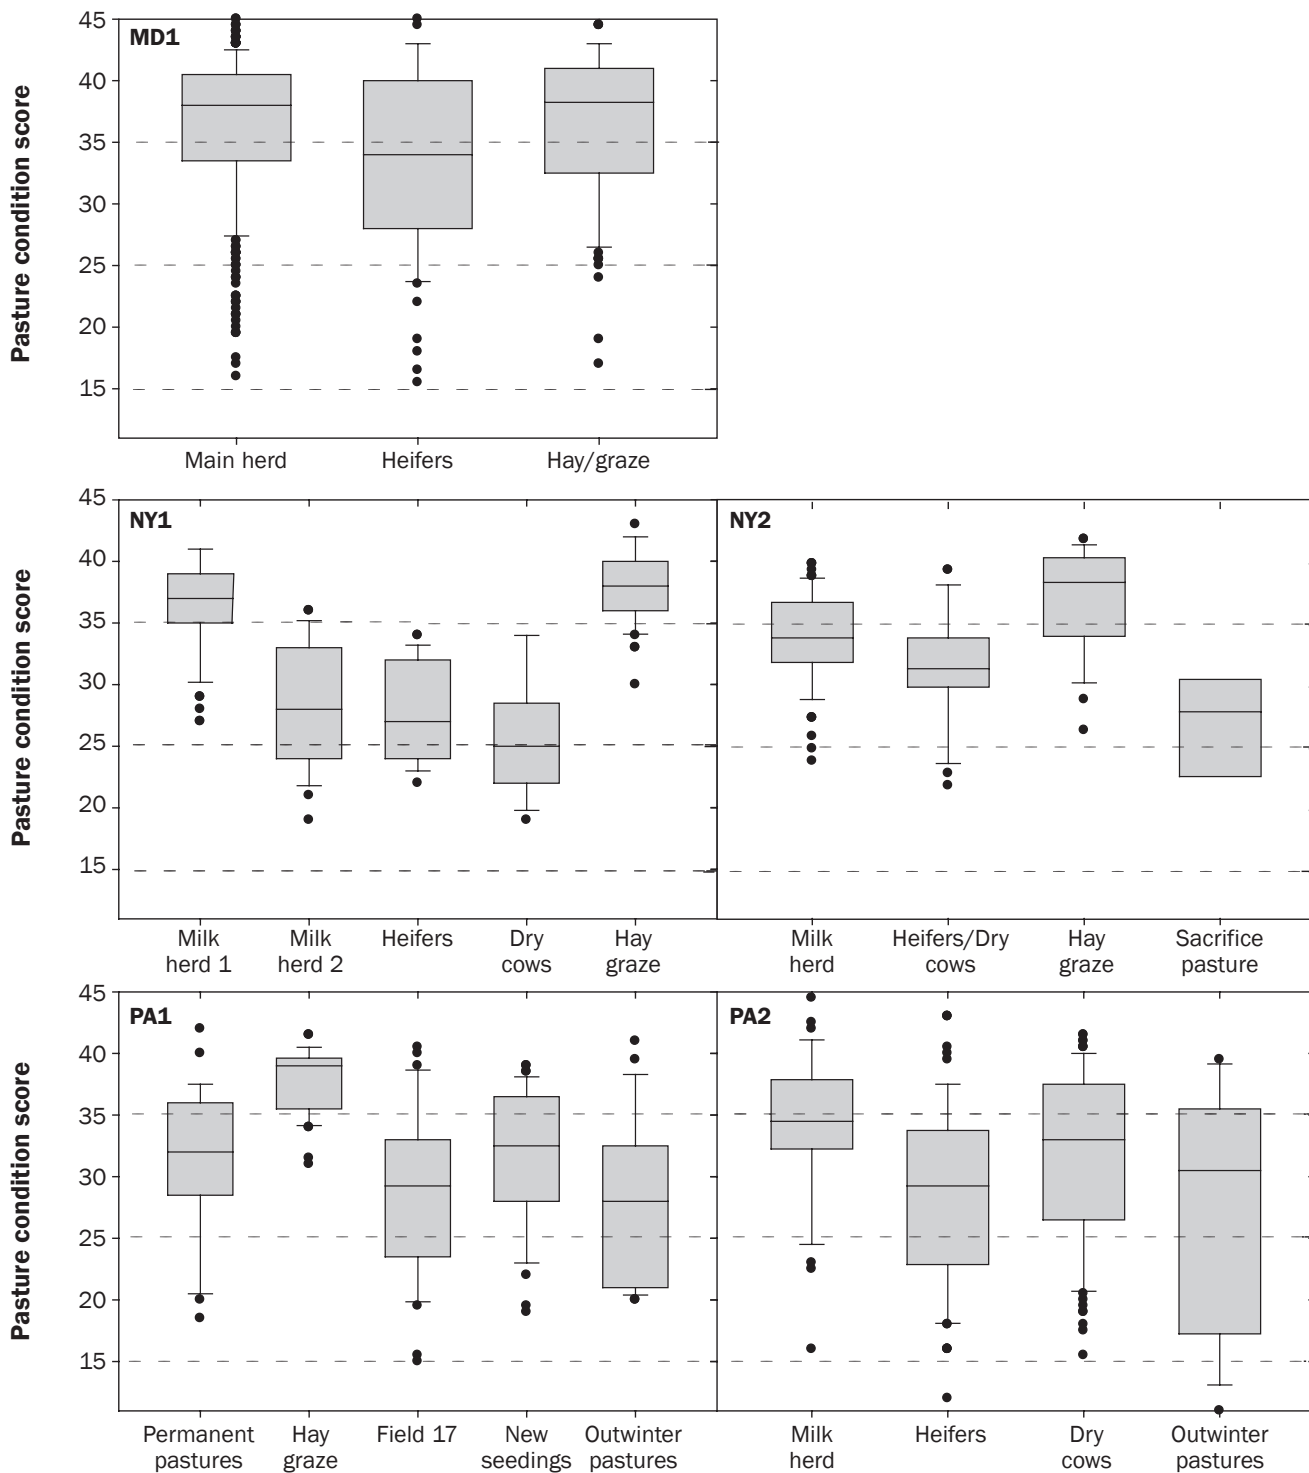 MD1
Pasture condition score
45
40
35
30
25
20
15
Main herd
Heifers
Hay/graze
NY1
Pasture condition score
45
40
35
30
25
20
15
Milk
herd 1
Milk
herd 2
Heifers
Dry
cows
Hay
graze
NY2
Milk
herd
Heifers/Dry
cows
Hay
graze
Sacrifice
pasture
PA1
Pasture condition score
45
40
35
30
25
20
15
Permanent
pastures
Hay
graze
Field 17
New
seedings
Outwinter
pastures
PA2
Milk
herd
Heifers
Dry
cows
Outwinter
pastures